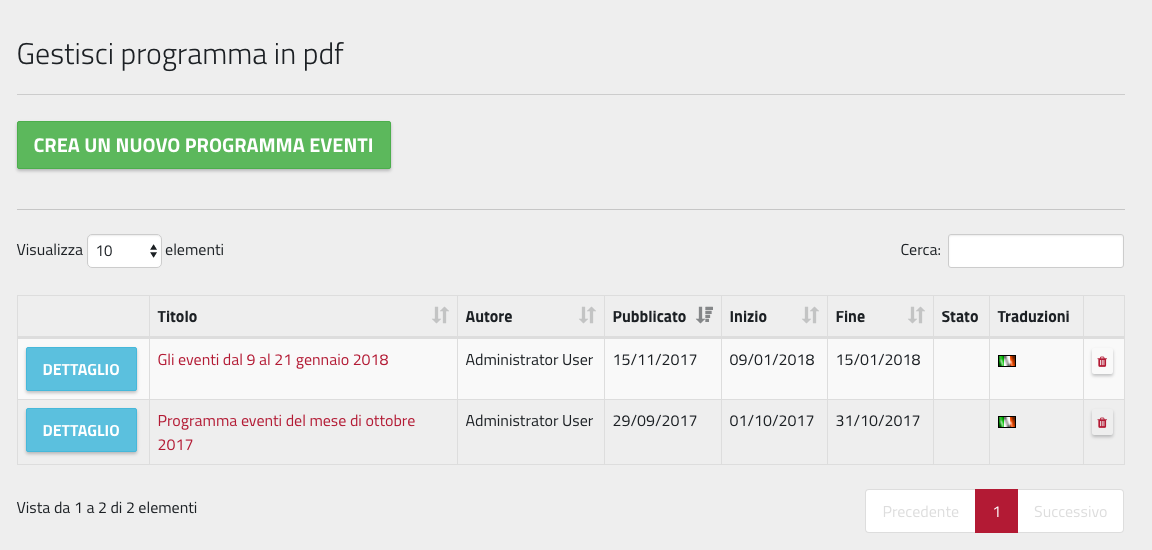 Gestisci programma in pdf
CREA UN NUOVO PROGRAMMA EVENTI
Visualizza 10 elementi Cerca:
Titolo Autore Pubblicato Inizio Fine Stato Traduzioni
DETTAGLIO Gli eventi dal 9 al 21 gennaio 2018 Administrator User 15/11/2017 09/01/2018 15/01/2018
DETTAGLIO Programma eventi del mese di ottobre Administrator User 29/09/2017 01/10/2017 31/10/2017
2017
Vista da 1 a 2 di 2 elementi Precedente 1 Successivo